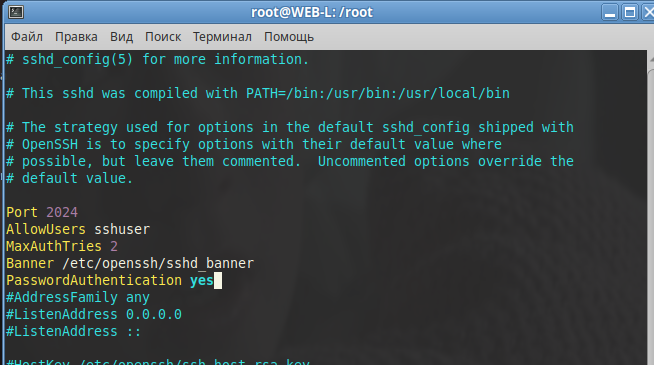 root@WEB-L: /root
Файл Правка Вид Поиск Терминал Помощь
# sshd_config(5) for more information.
# This sshd was compiled with PATH=/bin:/usr/bin:/usr/local/bin
# The strategy used for options in the default sshd_config shipped with
# OpenSSH is to specify options with their default value where
# possible, but leave them commented.  Uncommented options override the
# default value.
Port 2024
AllowUsers sshuser
MaxAuthTries 2
Banner /etc/openssh/sshd_banner
PasswordAuthentication yes
#AddressFamily any
#ListenAddress 0.0.0.0
#ListenAddress ::
#HostKey /etc/openssh/ssh_host_rsa_key